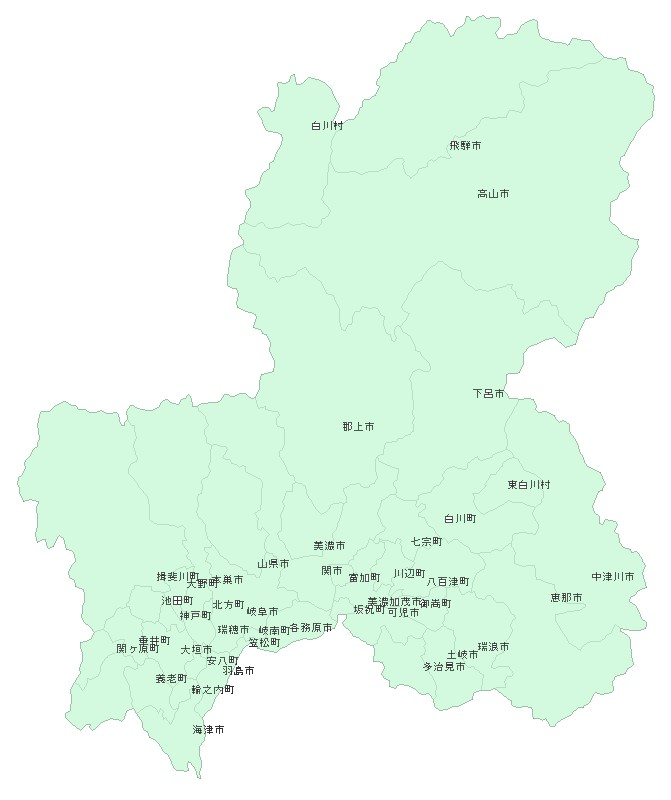 白川村
飛騨市
高山市
下呂市
郡上市
東白川村
白川町
七宗町
美濃市
山県市
関市
富加町
川辺町
八百津町
揖斐川町
大野町
本巣市
中津川市
恵那市
池田町
北方町
岐阜市
美濃加茂市
御嵩町
坂祝町
可児市
神戸町
瑞穂市
岐南町
各務原市
垂井町
関ヶ原町
大垣市
笠松町
瑞浪市
土岐市
多治見市
安八町
羽島市
養老町
輪之内町
海津市